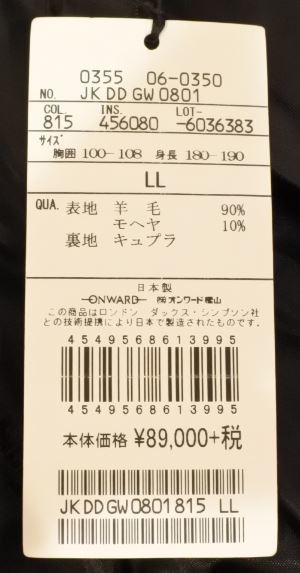 0355 06-0350
NO. JK DD GW 0801
COL. INS. LOT-
815 456080 -6036383
ｻｲｽﾞ
胸囲 100-108 身長 180-190
LL
QUA. 表地 羊毛 90%
モヘヤ 10%
裏地 キュプラ
日本製
ONWARD ㈱オンワード樫山
この商品はロンドン ダックス・シンプソン社
との技術提携により日本で製造されたものです。
4549568613995
4549568613995
本体価格 ¥89,000+税
JKDDGW0801815 LL